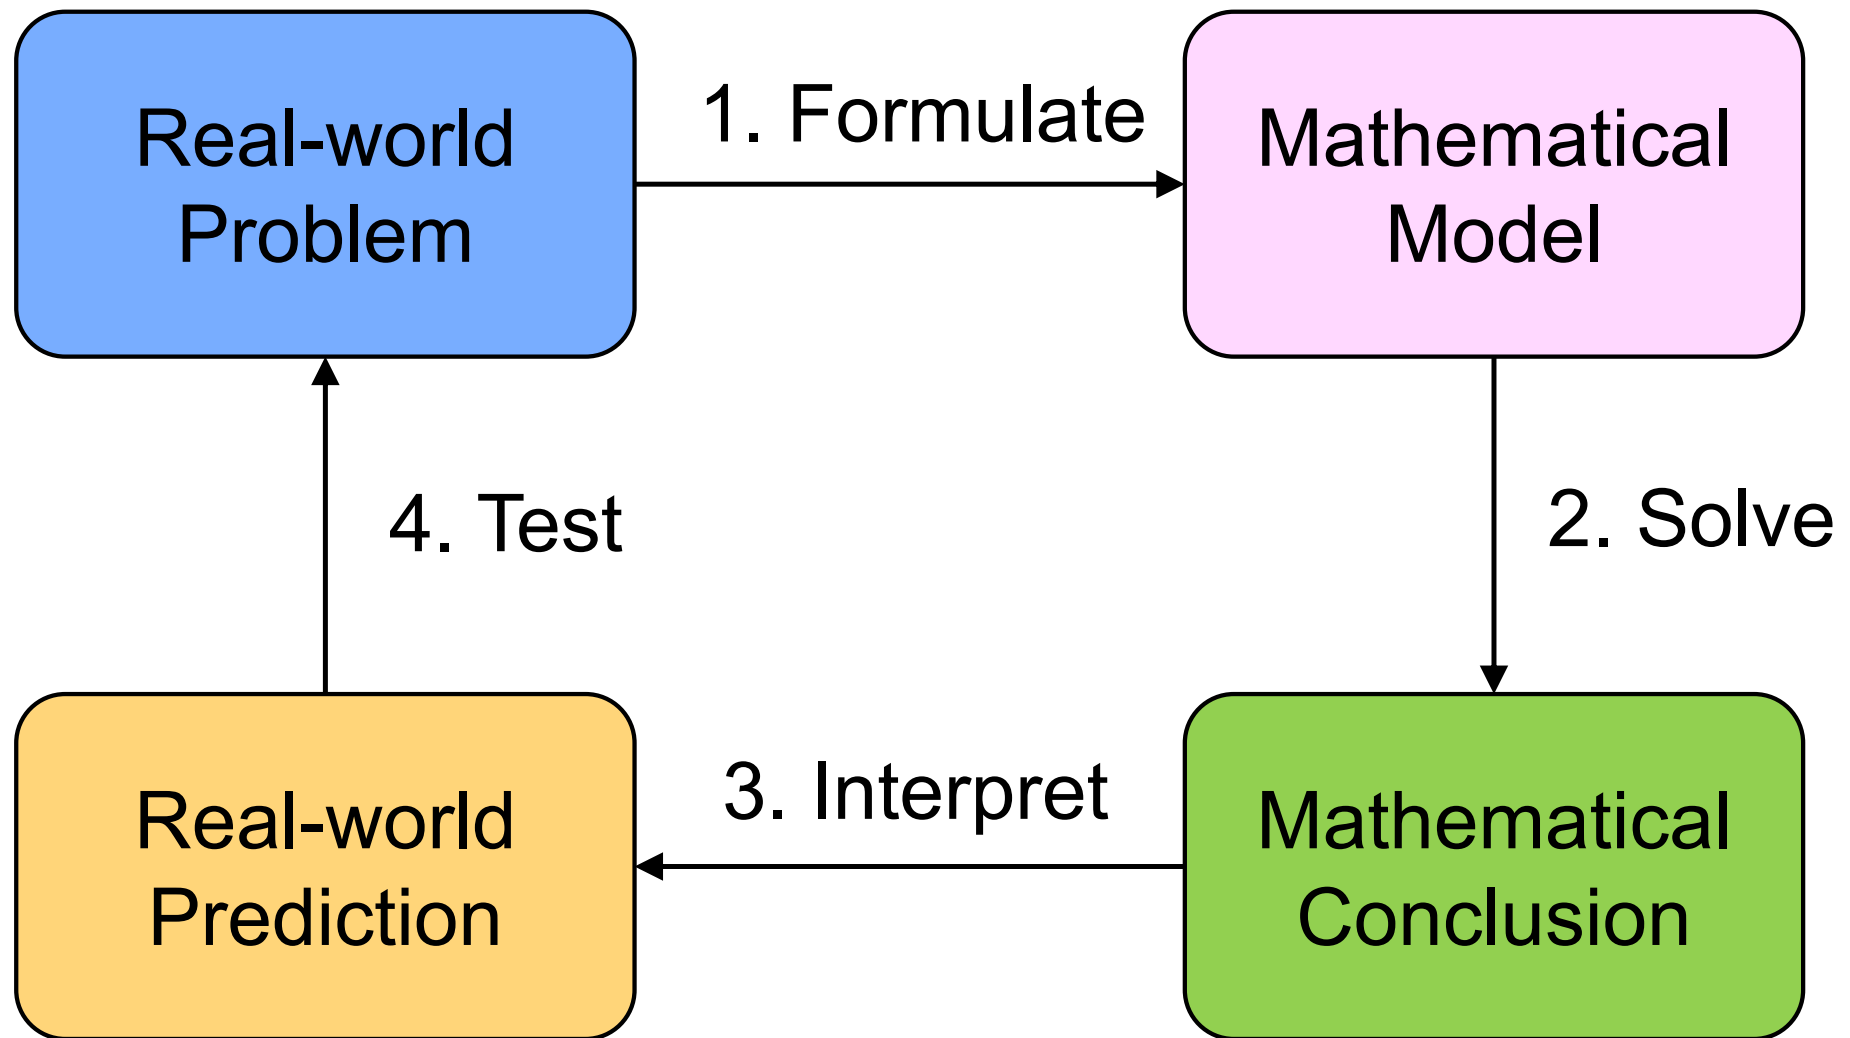 Real-world
Problem
1. Formulate
Mathematical
Model
2. Solve
Mathematical
Conclusion
3. Interpret
Real-world
Prediction
4. Test